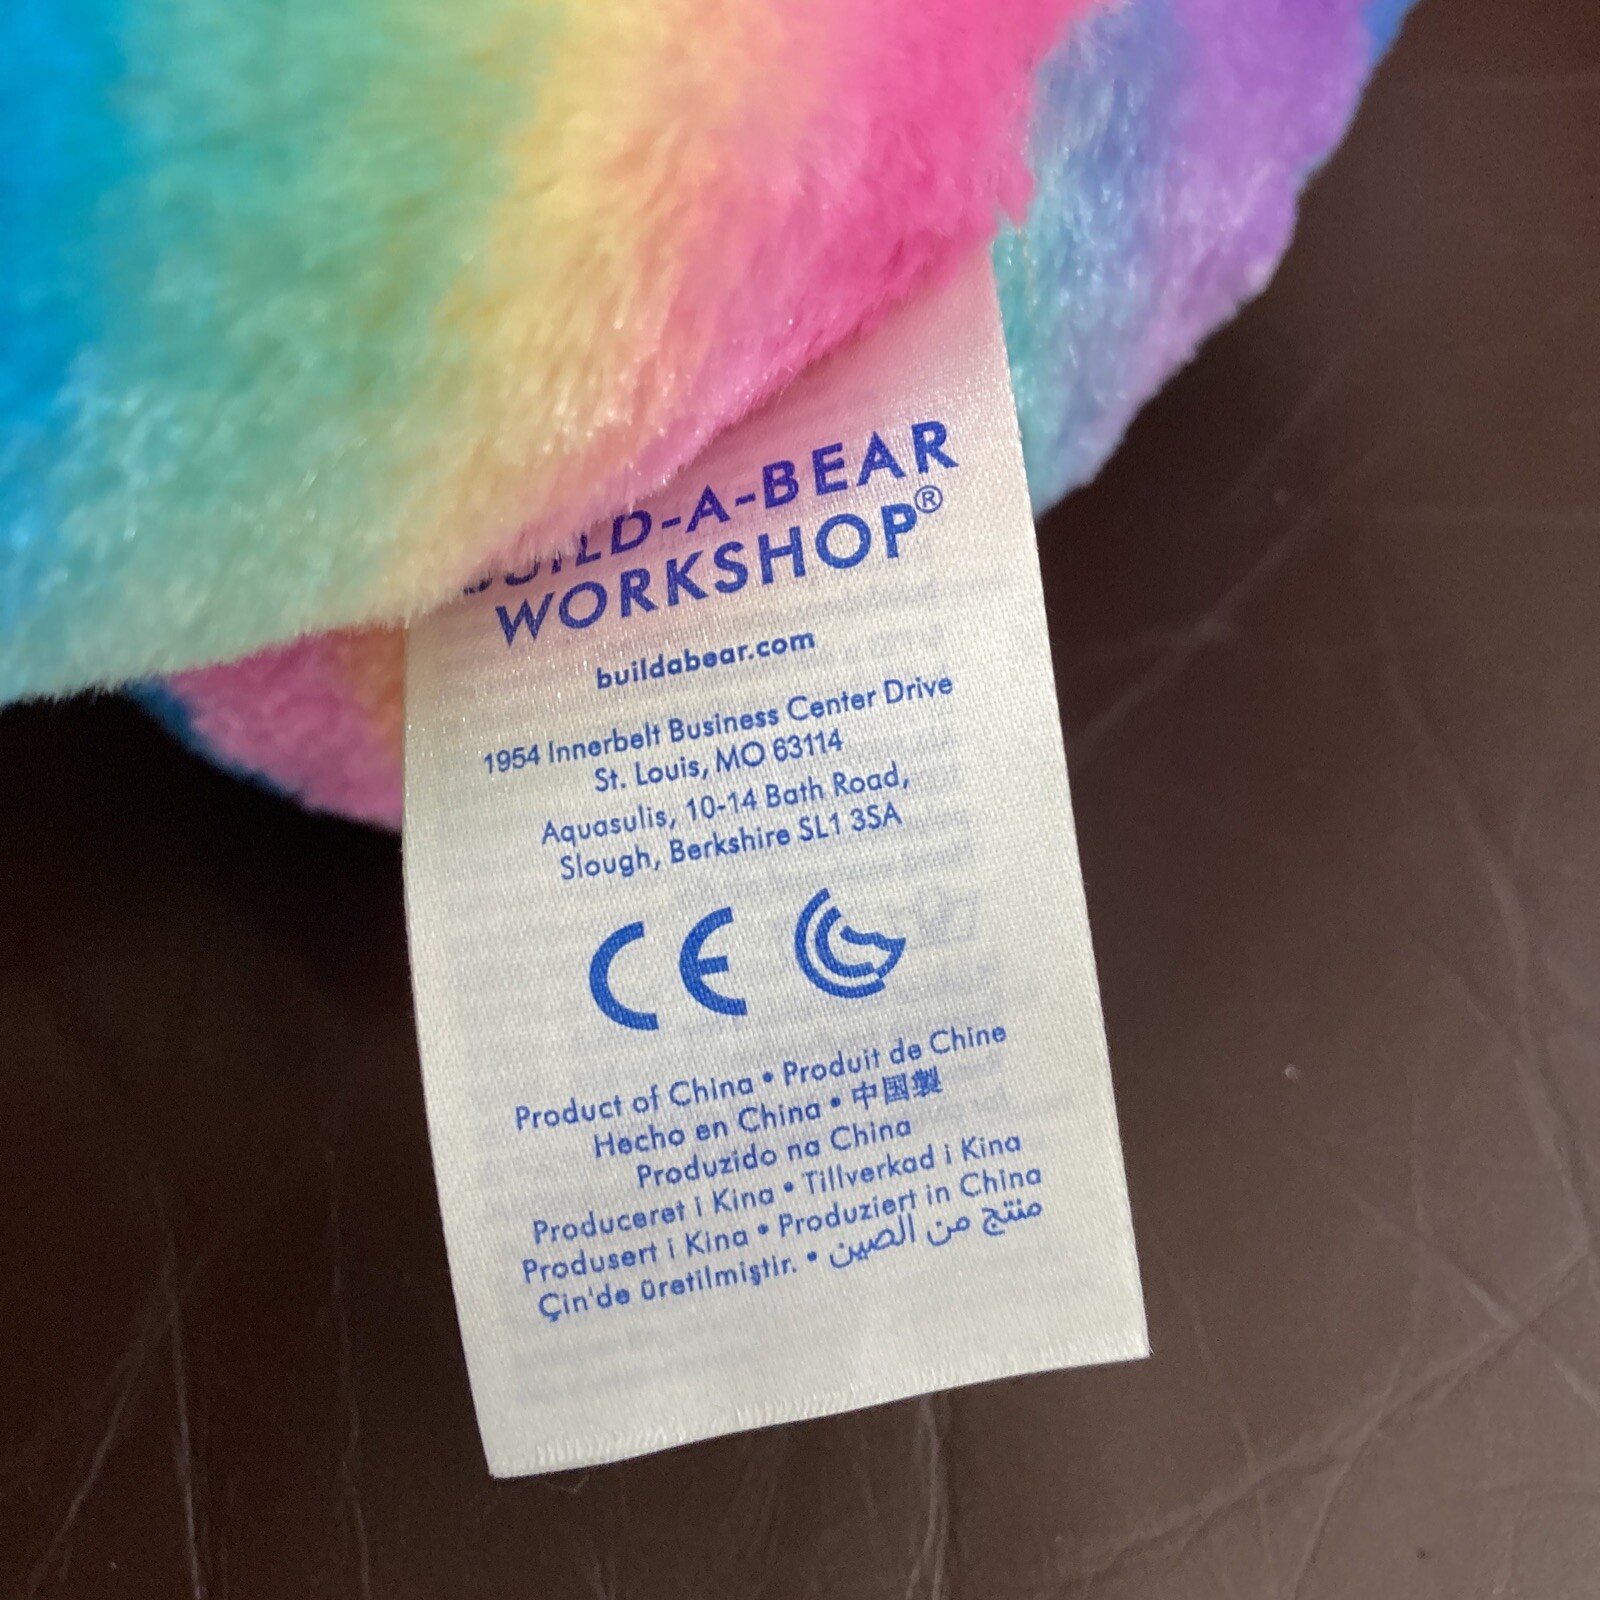 BUILD-A-BEAR
WORKSHOP®
buildabear.com
1954 Innerbelt Business Center Drive
St. Louis, MO 63114
Aquasulis, 10-14 Bath Road,
Slough, Berkshire SL1 3SA
CE
Product of China • Produit de Chine
Hecho en China • 中国製
Produzido na China
Produceret i Kina • Tillverkad i Kina
Produsert i Kina • Produziert in China
Çin'de üretilmiştir. • منتج من الصين